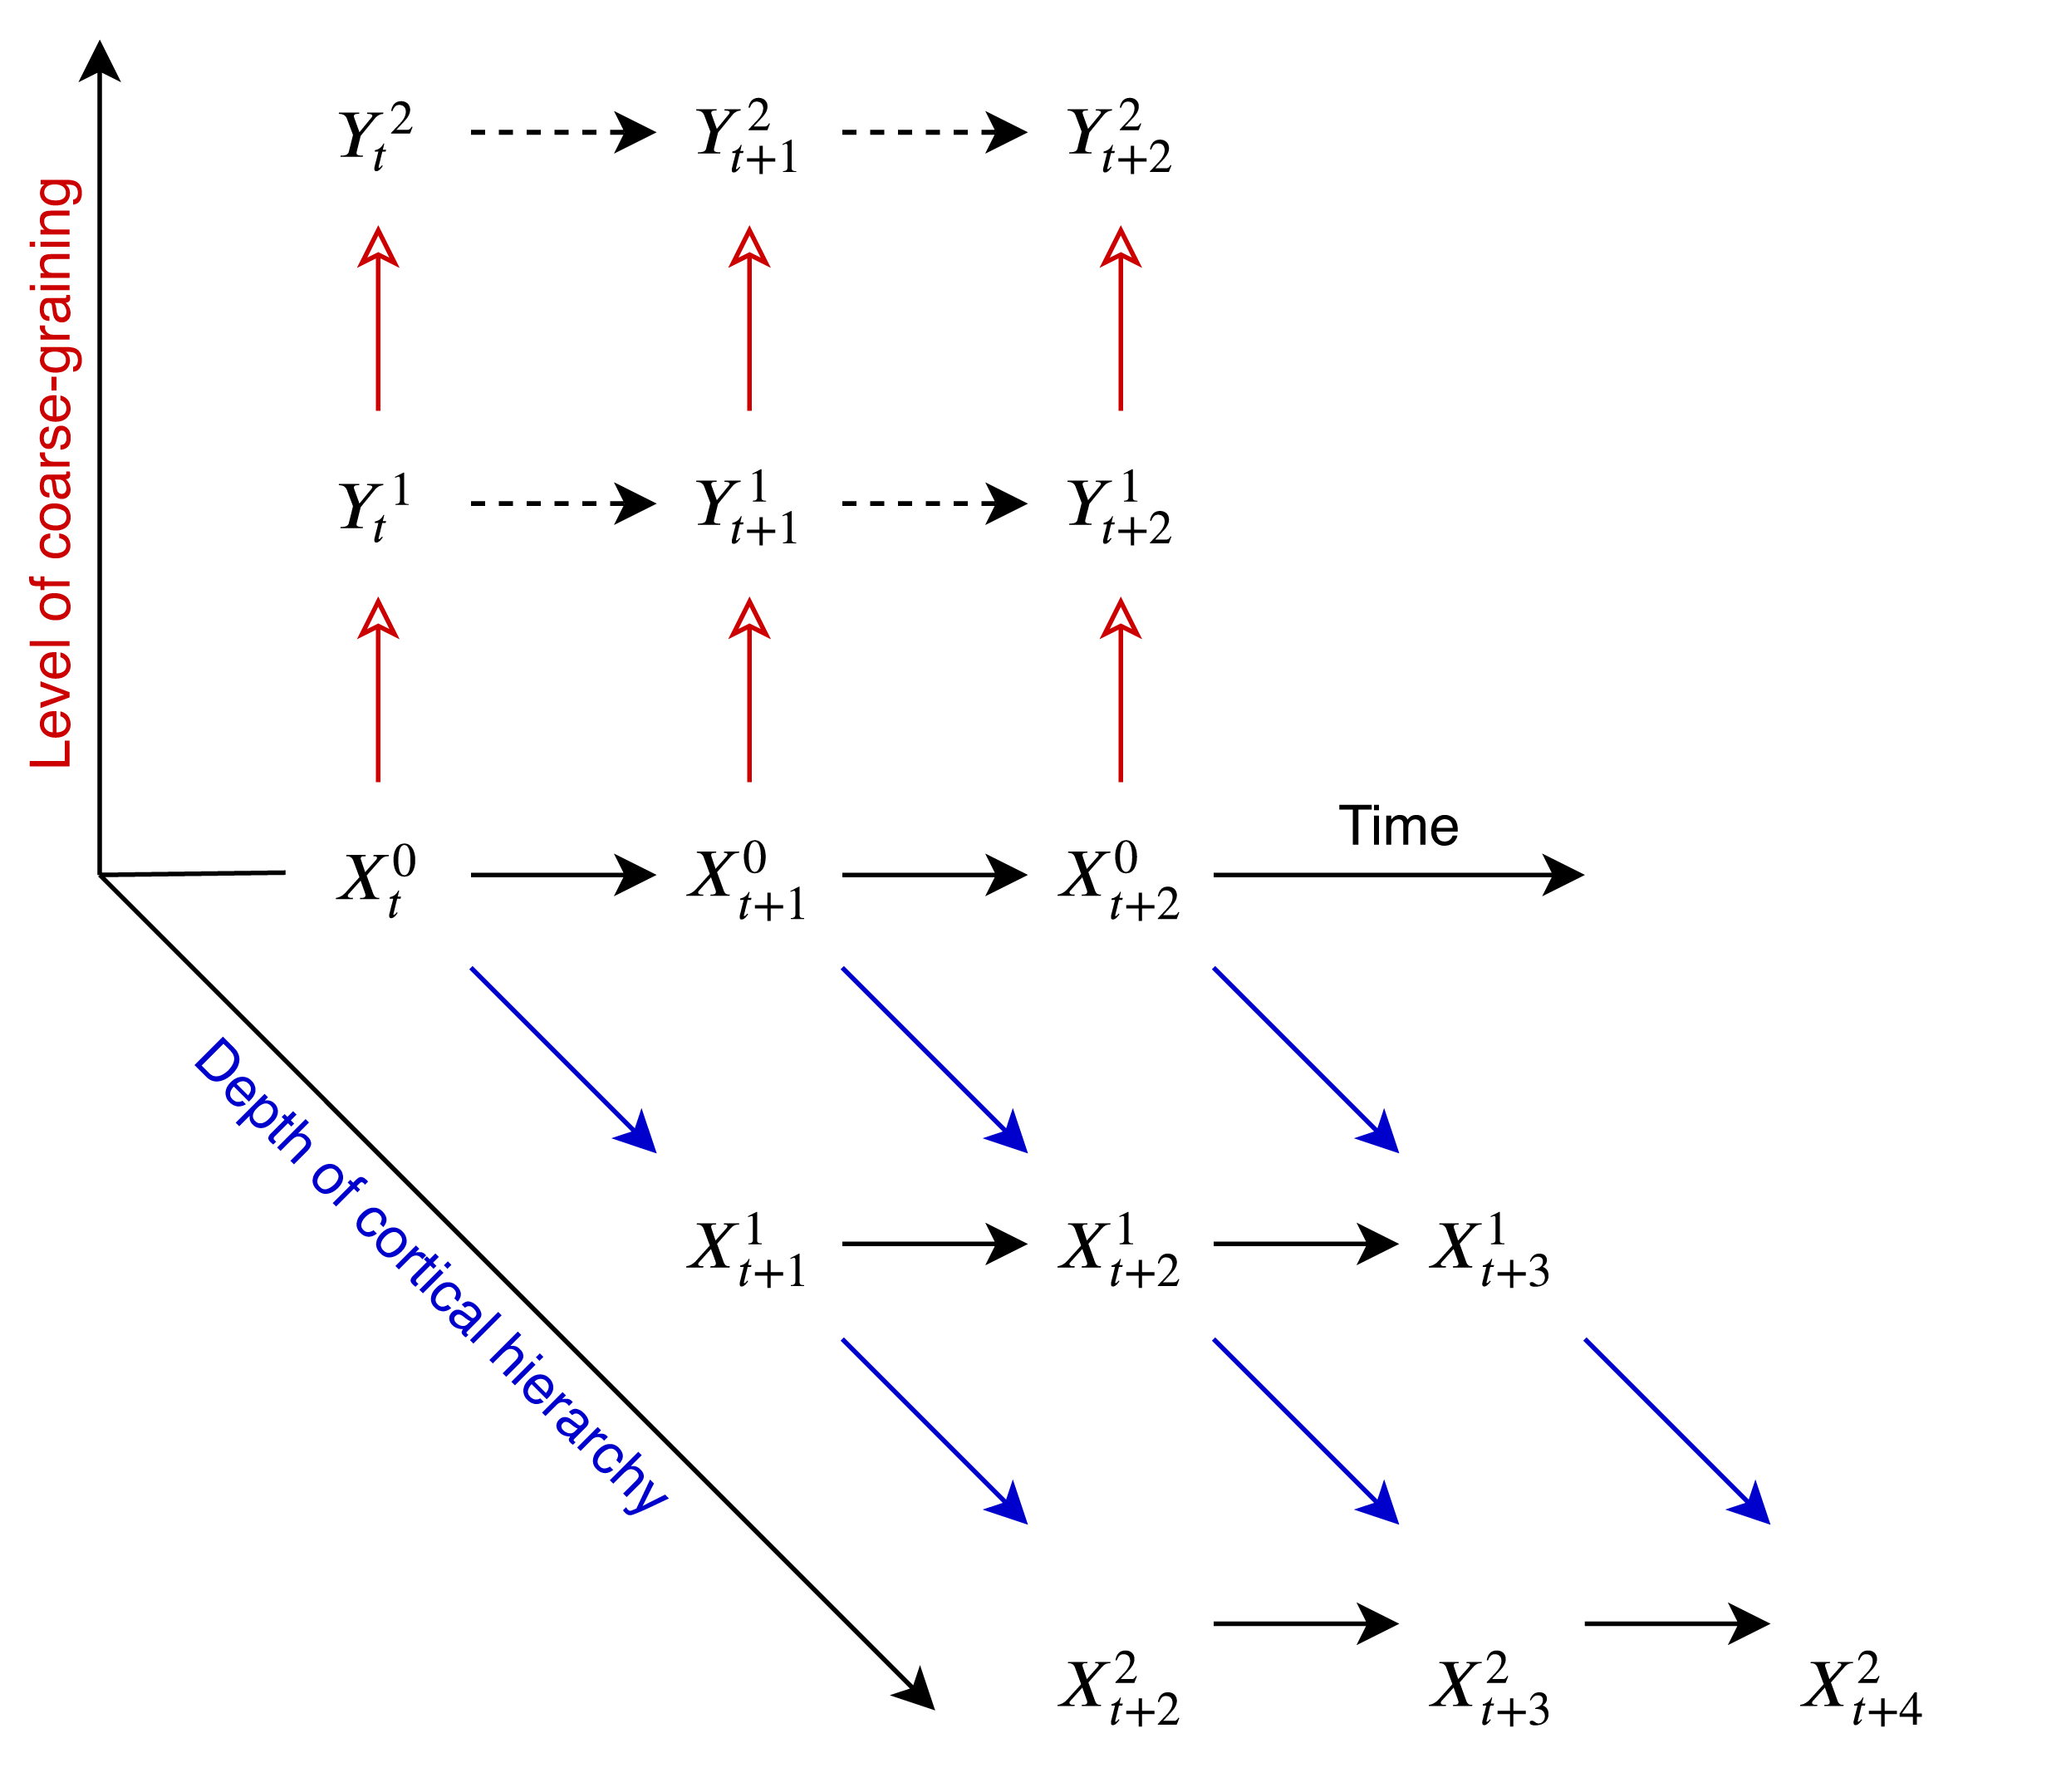 Level of coarse-graining
Y_t^2 Y_{t+1}^2 Y_{t+2}^2
Y_t^1 Y_{t+1}^1 Y_{t+2}^1
Time
X_t^0 X_{t+1}^0 X_{t+2}^0
Depth of cortical hierarchy
X_{t+1}^1 X_{t+2}^1 X_{t+3}^1
X_{t+2}^2 X_{t+3}^2 X_{t+4}^2